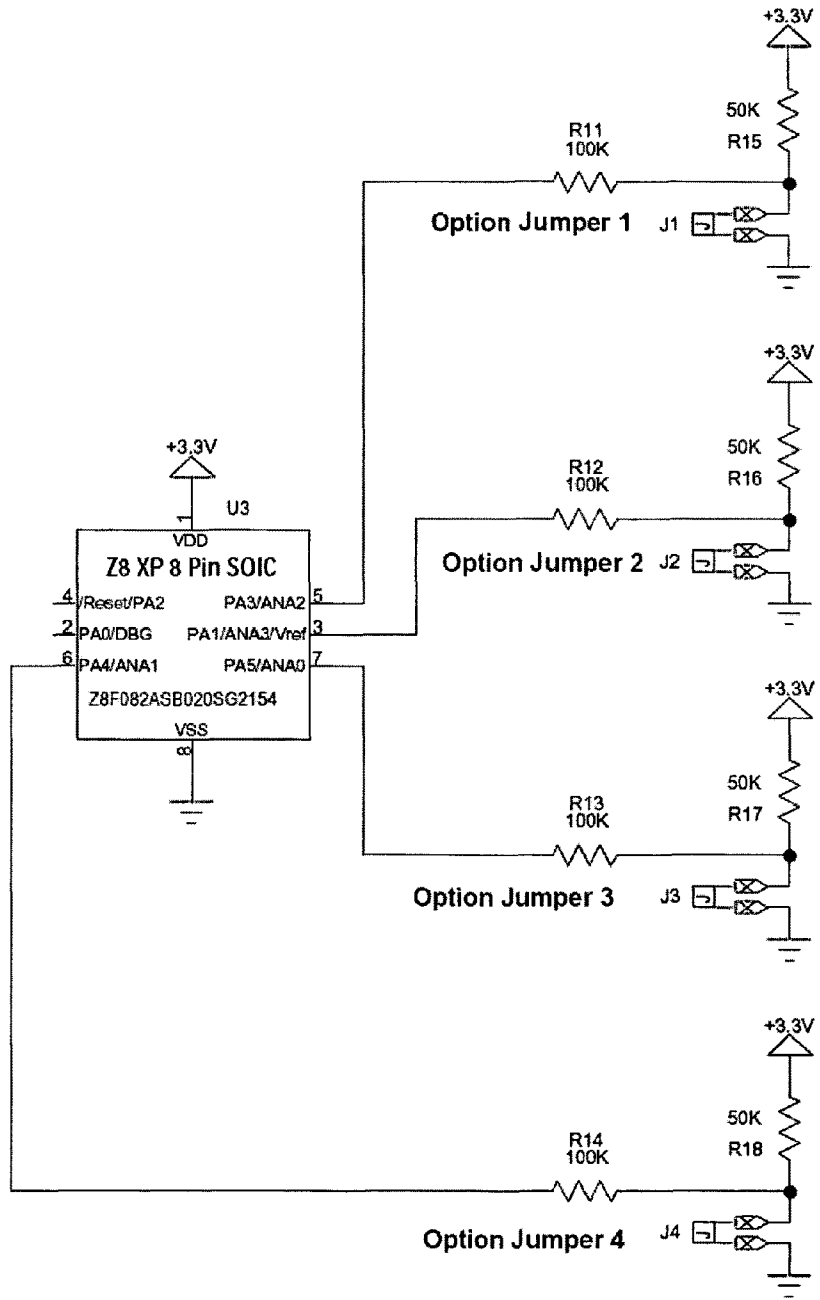 +3.3V
50K
R15
R11
100K
Option Jumper 1
J1
+3.3V
50K
R16
R12
100K
Option Jumper 2
J2
+3.3V
1
U3
VDD
Z8 XP 8 Pin SOIC
4 /Reset/PA2
PA3/ANA2 5
2 PA0/DBG
PA1/ANA3/Vref 3
6 PA4/ANA1
PA5/ANA0 7
Z8F082ASB020SG2154
VSS
8
+3.3V
50K
R17
R13
100K
Option Jumper 3
J3
+3.3V
50K
R18
R14
100K
Option Jumper 4
J4